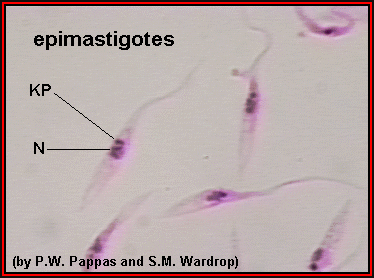 epimastigotes
KP
N
(by P.W. Pappas and S.M. Wardrop)